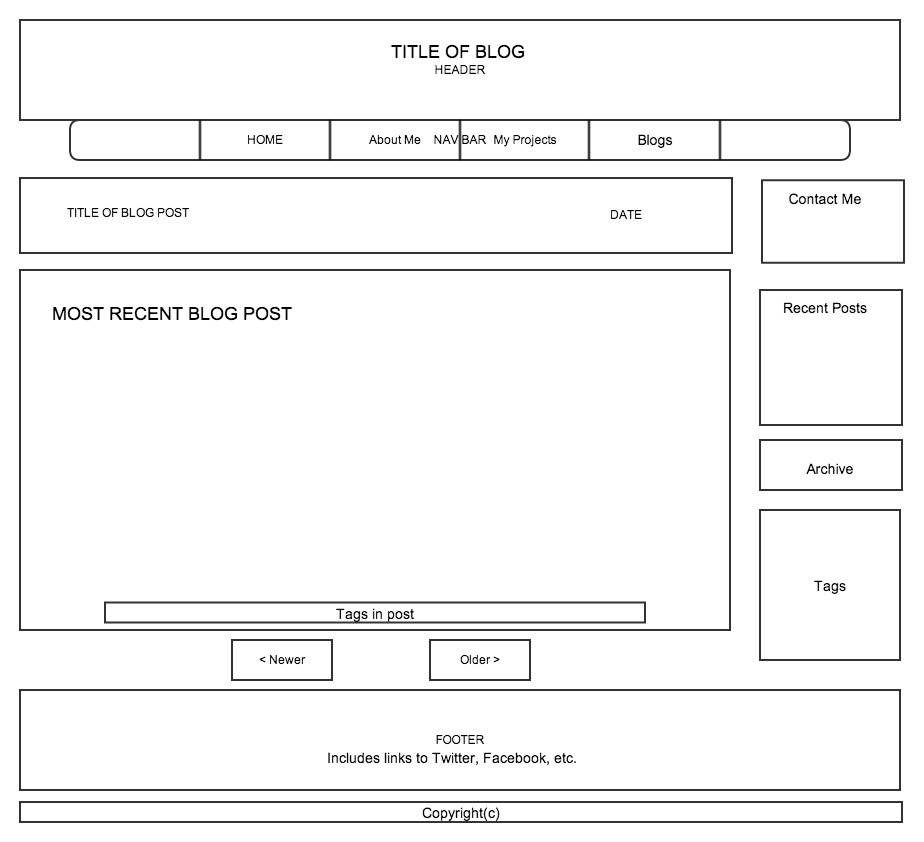 TITLE OF BLOG
HEADER
HOME
About Me
NAV BAR
My Projects
Blogs
TITLE OF BLOG POST
DATE
Contact Me
MOST RECENT BLOG POST
Recent Posts
Archive
Tags
Tags in post
< Newer
Older >
FOOTER
Includes links to Twitter, Facebook, etc.
Copyright(c)